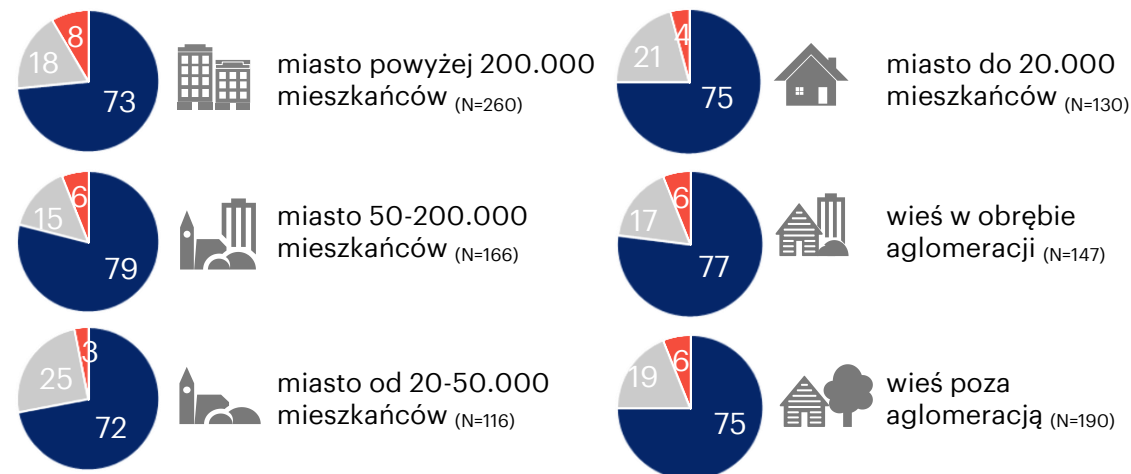 8
18
73
miasto powyżej 200.000
mieszkańców (N=260)
4
21
75
miasto do 20.000
mieszkańców (N=130)
6
15
79
miasto 50-200.000
mieszkańców (N=166)
6
17
77
wieś w obrębie
aglomeracji (N=147)
3
25
72
miasto od 20-50.000
mieszkańców (N=116)
6
19
75
wieś poza
aglomeracją (N=190)